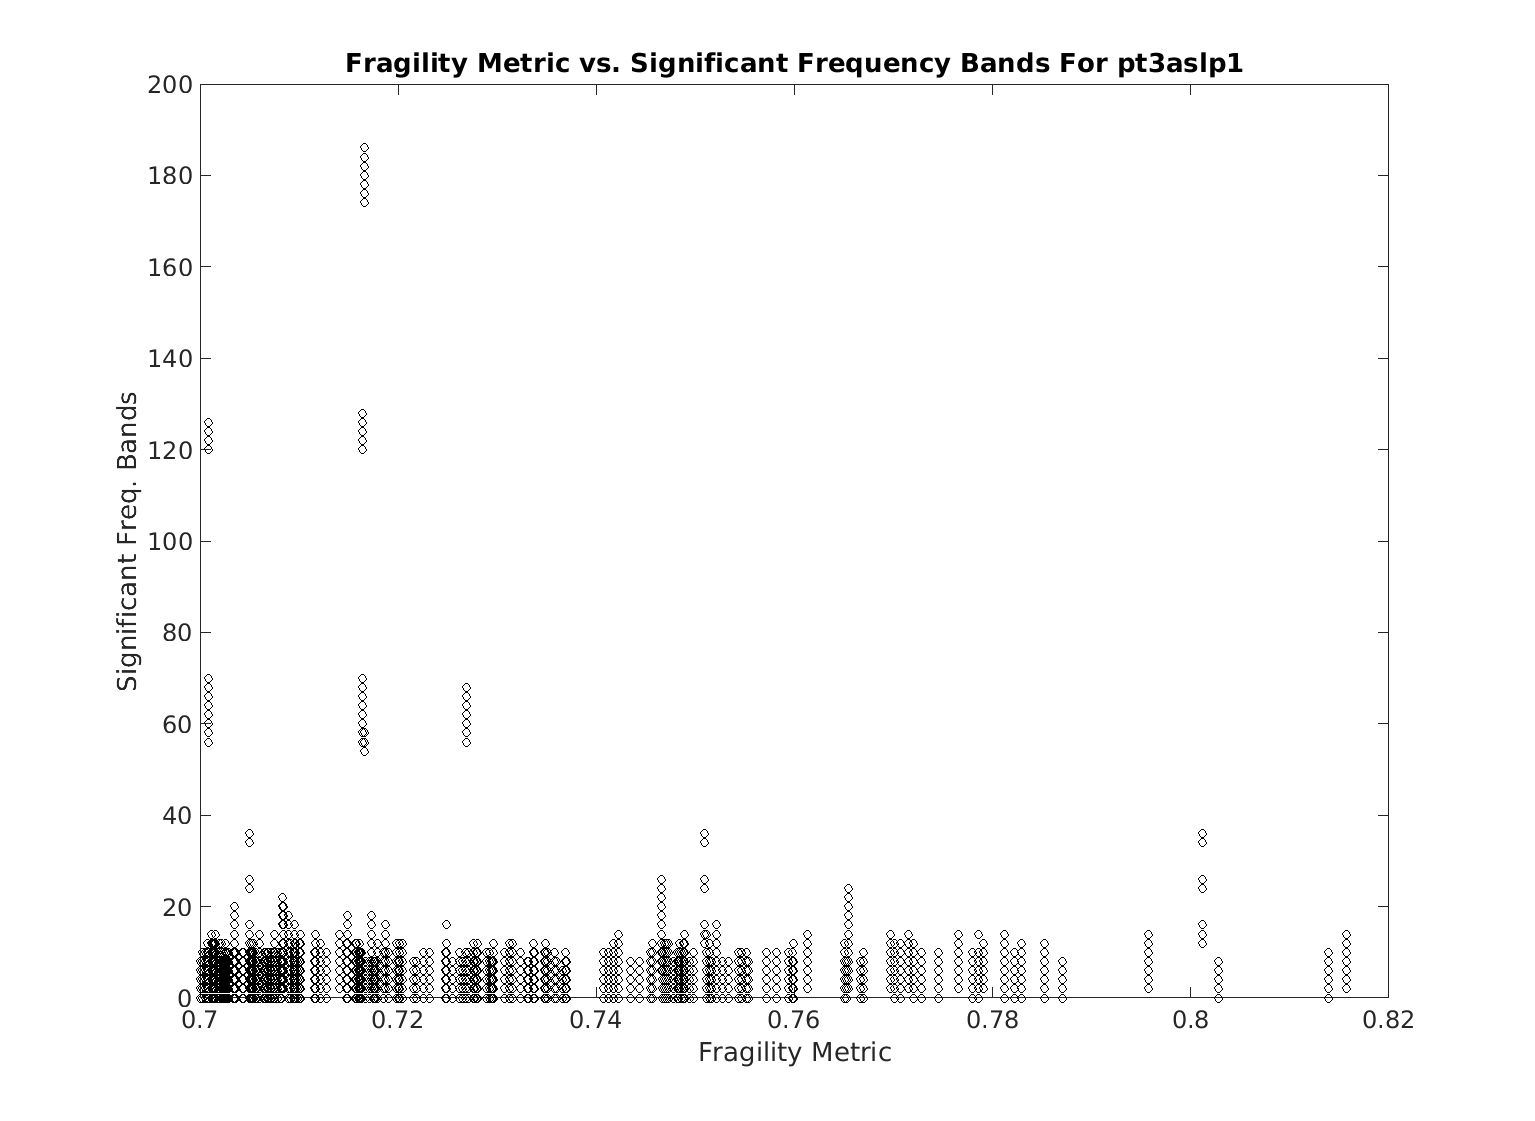 Fragility Metric vs. Significant Frequency Bands For pt3aslp1
200
180
160
140
120
100
80
60
40
20
0
Significant Freq. Bands
0.7 0.72 0.74 0.76 0.78 0.8 0.82
Fragility Metric